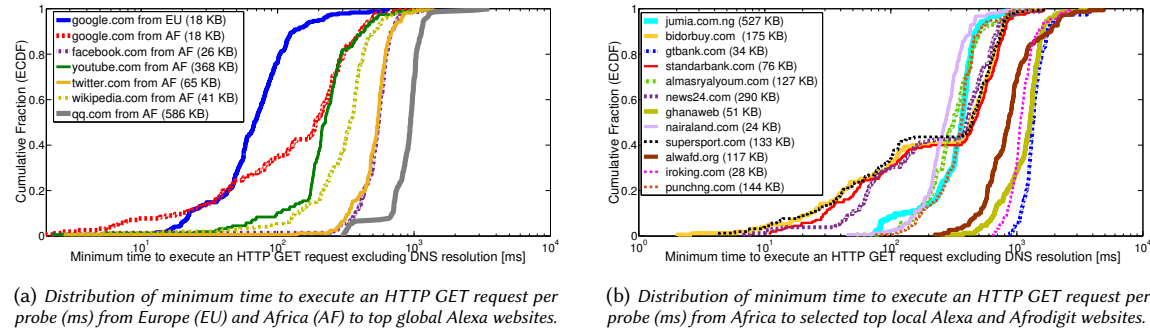 Cumulative Fraction (ECDF)
1
0.8
0.6
0.4
0.2
0
google.com from EU (18 KB)
google.com from AF (18 KB)
facebook.com from AF (26 KB)
youtube.com from AF (368 KB)
twitter.com from AF (65 KB)
wikipedia.com from AF (41 KB)
qq.com from AF (586 KB)
10^1 10^2 10^3 10^4
Minimum time to execute an HTTP GET request excluding DNS resolution [ms]
(a) Distribution of minimum time to execute an HTTP GET request per
probe (ms) from Europe (EU) and Africa (AF) to top global Alexa websites.
Cumulative Fraction (ECDF)
1
0.8
0.6
0.4
0.2
0
jumia.com.ng (527 KB)
bidorbuy.com (175 KB)
gtbank.com (34 KB)
standarbank.com (76 KB)
almasryalyoum.com (127 KB)
news24.com (290 KB)
ghanaweb (51 KB)
nairaland.com (24 KB)
supersport.com (133 KB)
alwafd.org (117 KB)
iroking.com (28 KB)
punchng.com (144 KB)
10^0 10^1 10^2 10^3 10^4
Minimum time to execute an HTTP GET request excluding DNS resolution [ms]
(b) Distribution of minimum time to execute an HTTP GET request per
probe (ms) from Africa to selected top local Alexa and Afrodigit websites.